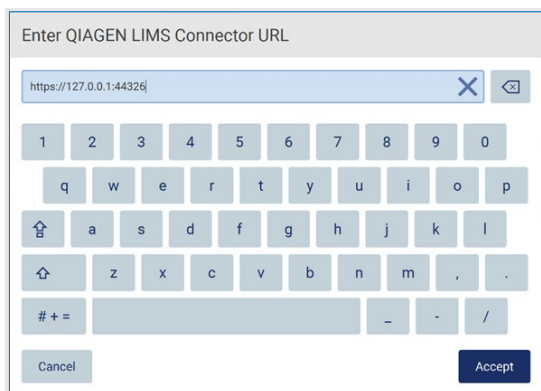 Enter QIAGEN LIMS Connector URL
https://127.0.0.1:44326
1 2 3 4 5 6 7 8 9 0
q w e r t y u i o p
a s d f g h j k l
z x c v b n m , .
# + = _ - /
Cancel Accept